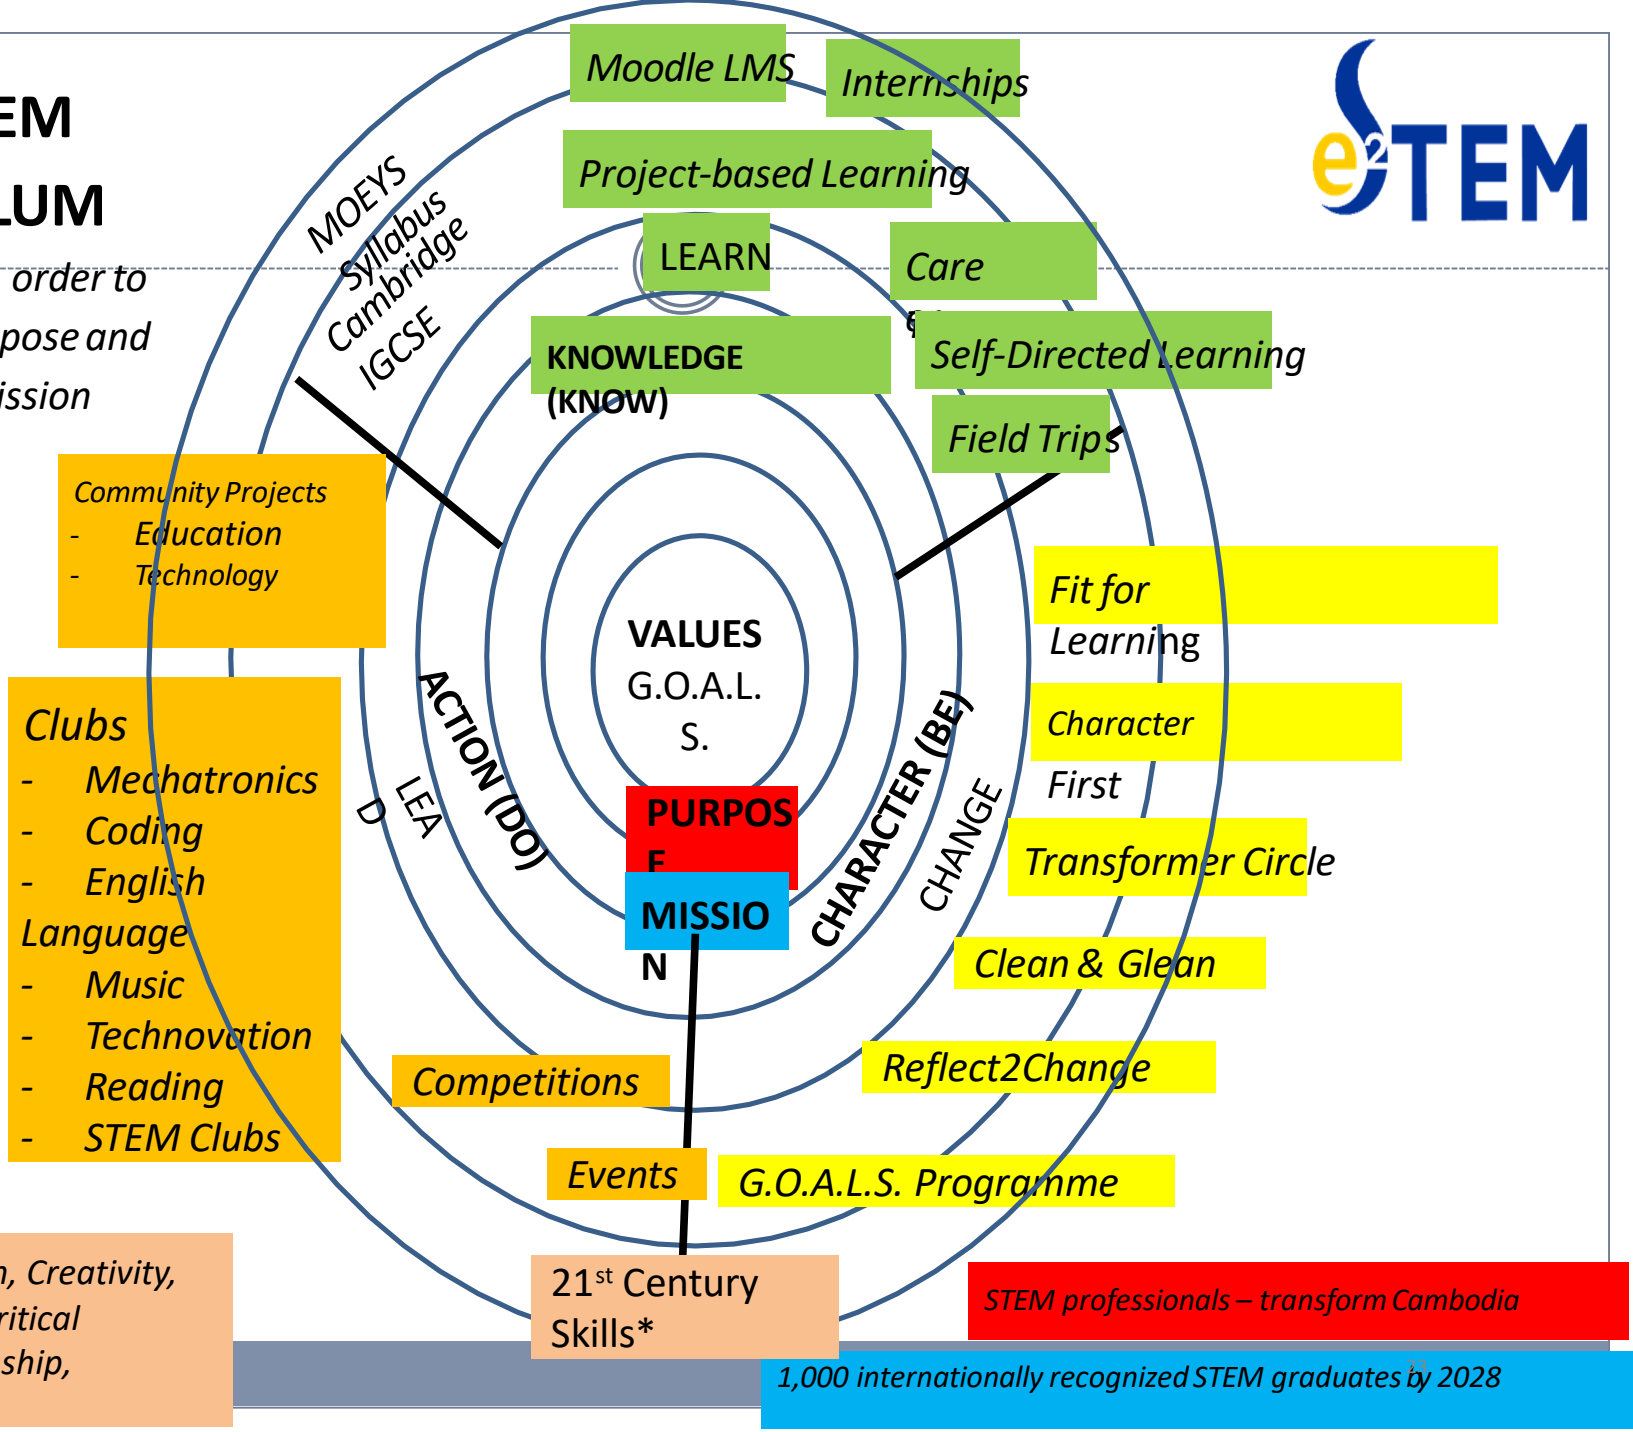 EM
LUM
order to
pose and
ission
Moodle LMS
Internships
e²STEM
Project-based Learning
MOEYS
Syllabus
Cambridge
IGCSE
LEARN
Care
Self-Directed Learning
KNOWLEDGE
(KNOW)
Field Trips
Community Projects
- Education
- Technology
Fit for
Learning
VALUES
G.O.A.L.
S.
Clubs
- Mechatronics
- Coding
- English
Language
- Music
- Technovation
- Reading
- STEM Clubs
ACTION (DO)
LEA
D
CHARACTER (BE)
CHANGE
Character
First
PURPOS
E
MISSIO
N
Transformer Circle
Clean & Glean
Competitions
Reflect2Change
Events
G.O.A.L.S. Programme
n, Creativity,
ritical
ship,
21st Century
Skills*
STEM professionals – transform Cambodia
1,000 internationally recognized STEM graduates by 2028